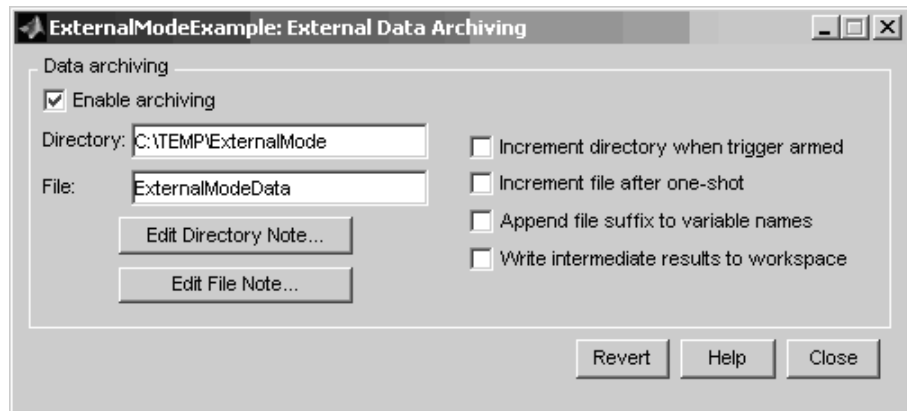 ExternalModeExample: External Data Archiving
Data archiving
Enable archiving
Directory: C:\TEMP\ExternalMode
File: ExternalModeData
Edit Directory Note...
Edit File Note...
Increment directory when trigger armed
Increment file after one-shot
Append file suffix to variable names
Write intermediate results to workspace
Revert Help Close